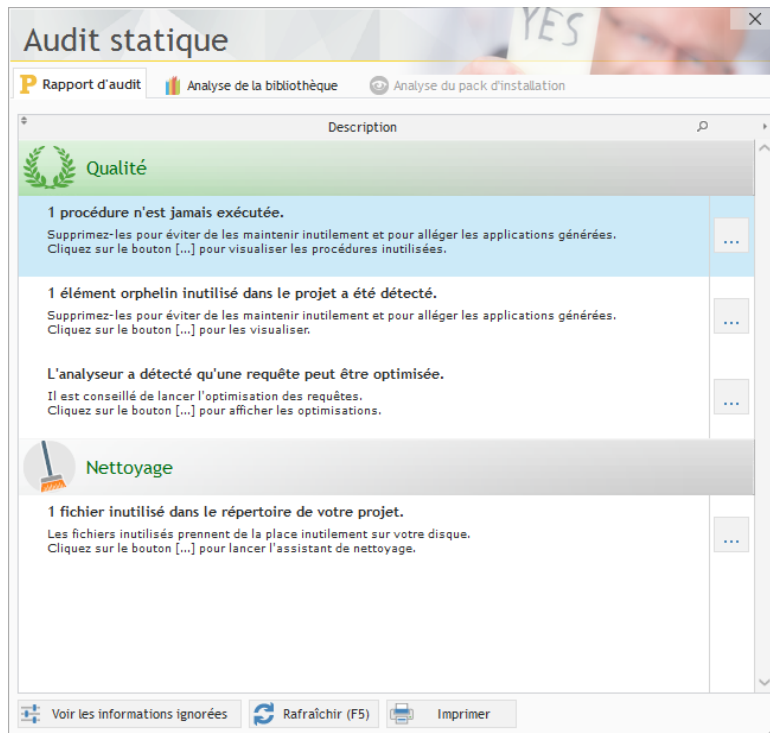 YES
Audit statique
Rapport d'audit
Analyse de la bibliothèque
Analyse du pack d'installation
Description
Qualité
1 procédure n'est jamais exécutée.
Supprimez-les pour éviter de les maintenir inutilement et pour alléger les applications générées.
Cliquez sur le bouton [...] pour visualiser les procédures inutilisées.
...
1 élément orphelin inutilisé dans le projet a été détecté.
Supprimez-les pour éviter de les maintenir inutilement et pour alléger les applications générées.
Cliquez sur le bouton [...] pour les visualiser.
...
L'analyseur a détecté qu'une requête peut être optimisée.
Il est conseillé de lancer l'optimisation des requêtes.
Cliquez sur le bouton [...] pour afficher les optimisations.
...
Nettoyage
1 fichier inutilisé dans le répertoire de votre projet.
Les fichiers inutilisés prennent de la place inutilement sur votre disque.
Cliquez sur le bouton [...] pour lancer l'assistant de nettoyage.
...
Voir les informations ignorées
Rafraîchir (F5)
Imprimer